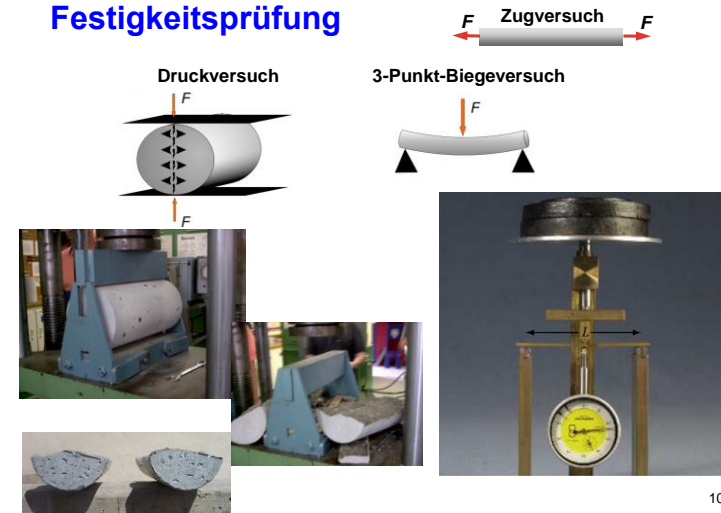 Festigkeitsprüfung
Zugversuch
F
F
Druckversuch
3-Punkt-Biegeversuch
F
F
F
L
10